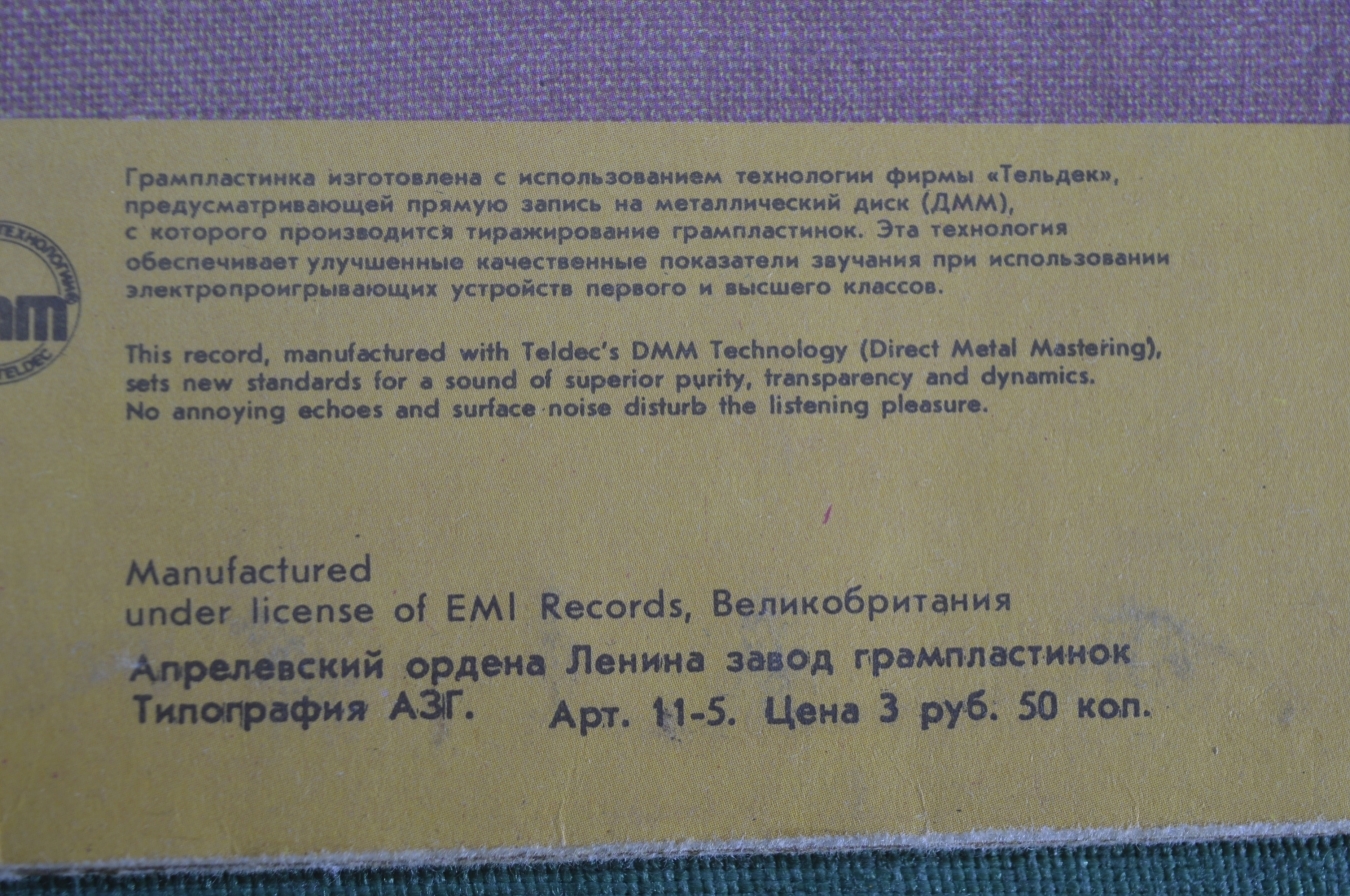 Грампластинка изготовлена с использованием технологии фирмы «Тельдек»,
предусматривающей прямую запись на металлический диск (ДММ),
с которого производится тиражирование грампластинок. Эта технология
обеспечивает улучшенные качественные показатели звучания при использовании
электропроигрывающих устройств первого и высшего классов.
This record, manufactured with Teldec's DMM Technology (Direct Metal Mastering),
sets new standards for a sound of superior purity, transparency and dynamics.
No annoying echoes and surface noise disturb the listening pleasure.
TELDEC
Manufactured
under license of EMI Records, Великобритания
Апрелевский ордена Ленина завод грампластинок
Типография АЗГ. Арт. 11-5. Цена 3 руб. 50 коп.